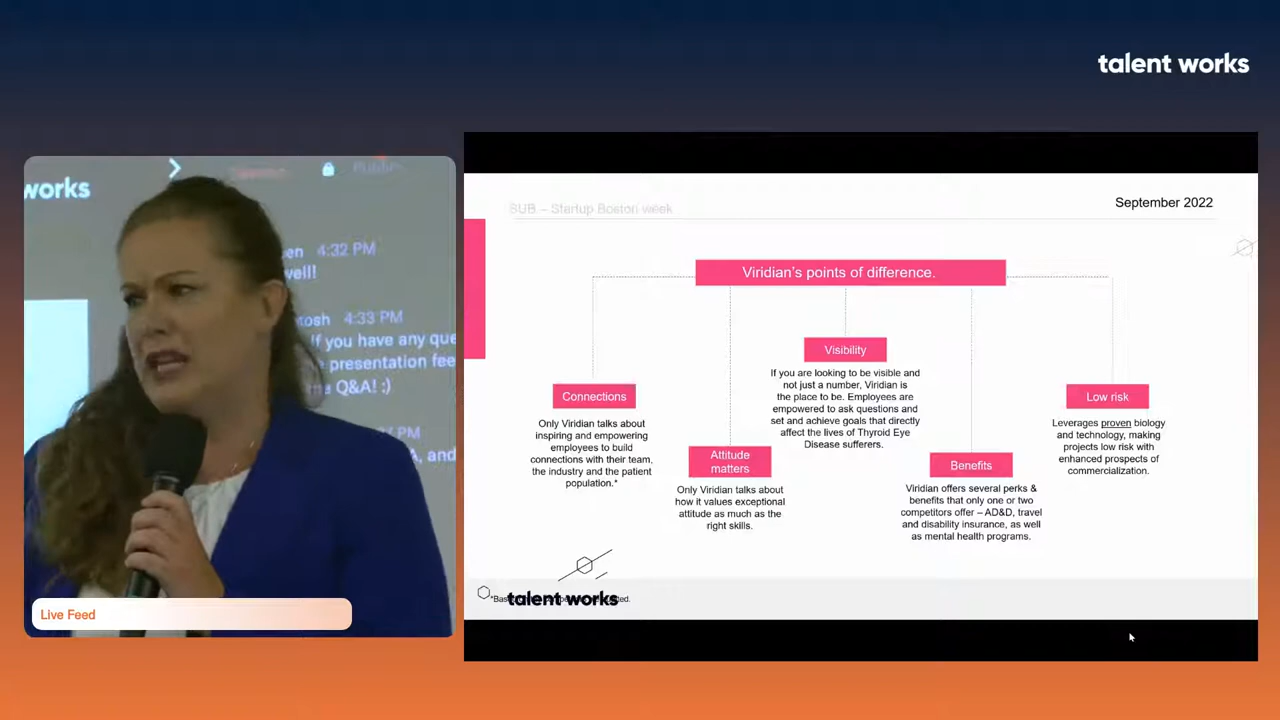 talent works
works
en 4:32 PM
well!
tosh 4:33 PM
If you have any que
presentation fee
Q&A! :)
PM
A, and
Live Feed
SUB – Startup Boston week
September 2022
Viridian's points of difference.
Visibility
If you are looking to be visible and
not just a number, Viridian is
the place to be. Employees are
empowered to ask questions and
set and achieve goals that directly
affect the lives of Thyroid Eye
Disease sufferers.
Connections
Only Viridian talks about
inspiring and empowering
employees to build
connections with their team,
the industry and the patient
population.*
Attitude
matters
Only Viridian talks about
how it values exceptional
attitude as much as the
right skills.
Benefits
Viridian offers several perks &
benefits that only one or two
competitors offer – AD&D, travel
and disability insurance, as well
as mental health programs.
Low risk
Leverages proven biology
and technology, making
projects low risk with
enhanced prospects of
commercialization.
talent works